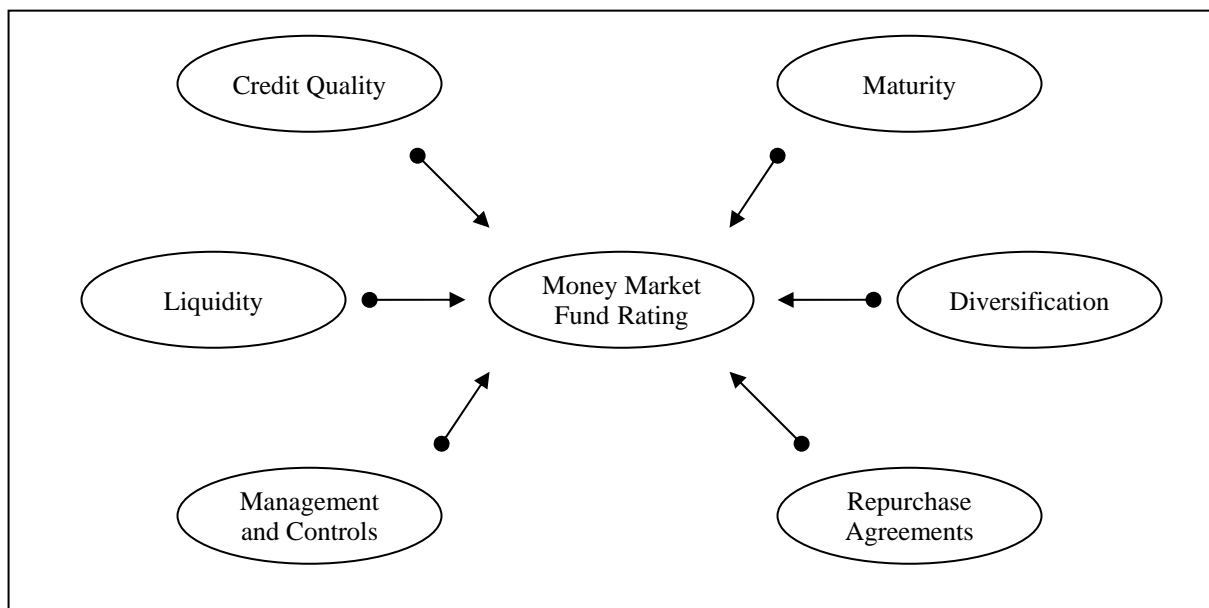 Credit Quality
Maturity
Liquidity
Money Market
Fund Rating
Diversification
Management
and Controls
Repurchase
Agreements